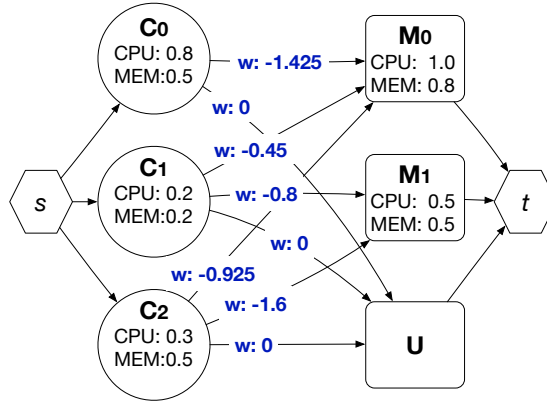 C0
CPU: 0.8
MEM:0.5
w: -1.425
M0
CPU: 1.0
MEM: 0.8
w: 0
w: -0.45
s
C1
CPU: 0.2
MEM:0.2
w: -0.8
M1
CPU: 0.5
MEM: 0.5
t
w: 0
w: -0.925
w: -1.6
C2
CPU: 0.3
MEM:0.5
w: 0
U